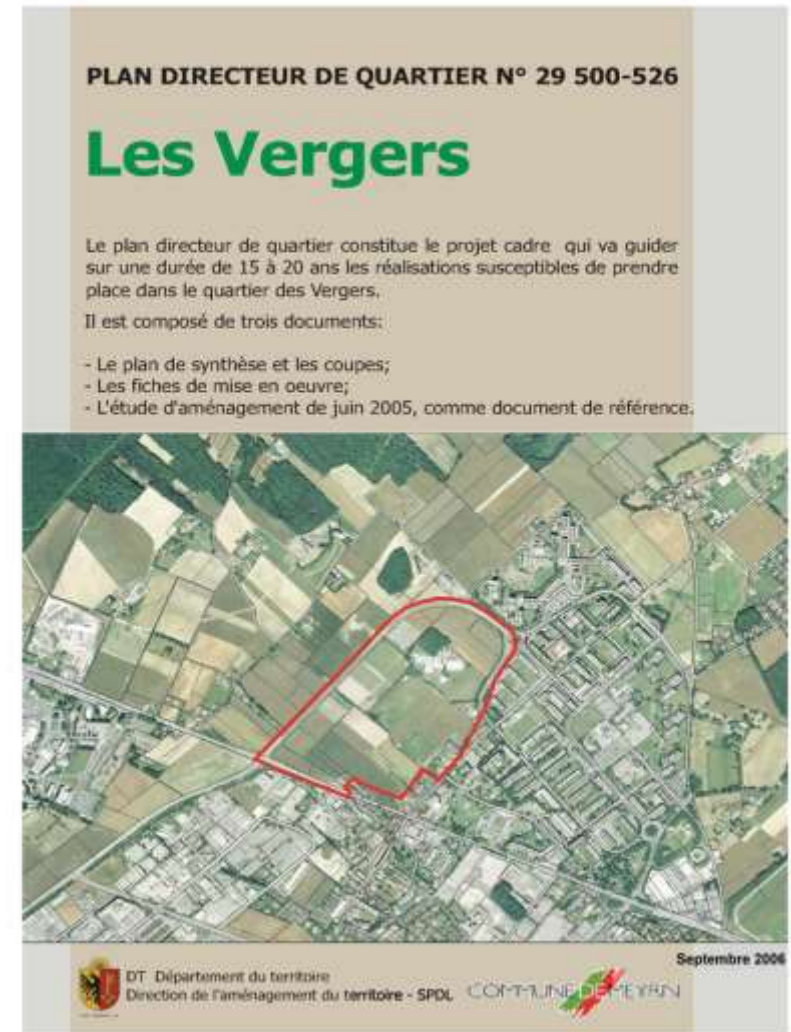 PLAN DIRECTEUR DE QUARTIER N° 29 500-526
Les Vergers
Le plan directeur de quartier constitue le projet cadre qui va guider
sur une durée de 15 à 20 ans les réalisations susceptibles de prendre
place dans le quartier des Vergers.
Il est composé de trois documents:
- Le plan de synthèse et les coupes;
- Les fiches de mise en oeuvre;
- L'étude d'aménagement de juin 2005, comme document de référence.
Septembre 2006
DT Département du territoire
Direction de l'aménagement du territoire - SPDL
COMMUNE DE MEYRIN